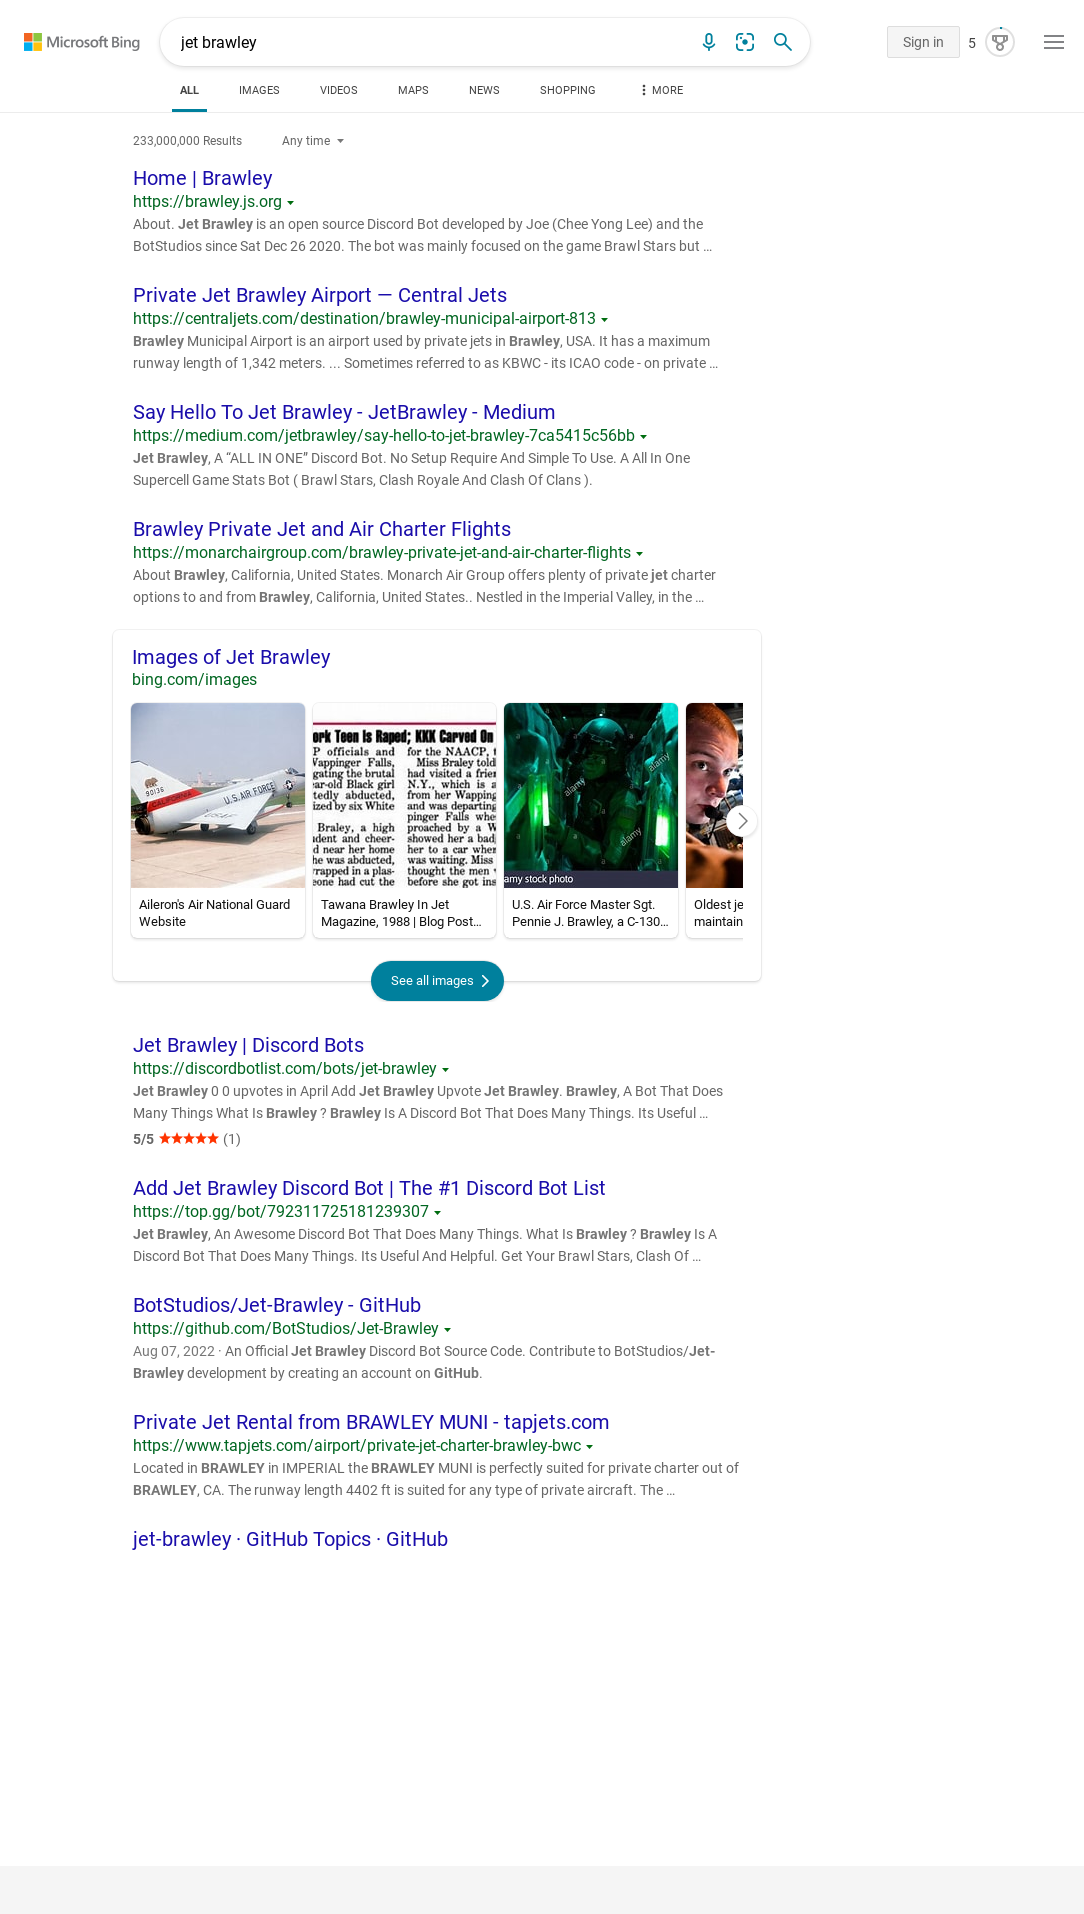 Microsoft Bing
jet brawley
Sign in
5
ALL
IMAGES
VIDEOS
MAPS
NEWS
SHOPPING
MORE
233,000,000 Results
Any time
Home | Brawley
https://brawley.js.org
About. Jet Brawley is an open source Discord Bot developed by Joe (Chee Yong Lee) and the
BotStudios since Sat Dec 26 2020. The bot was mainly focused on the game Brawl Stars but …
Private Jet Brawley Airport — Central Jets
https://centraljets.com/destination/brawley-municipal-airport-813
Brawley Municipal Airport is an airport used by private jets in Brawley, USA. It has a maximum
runway length of 1,342 meters. ... Sometimes referred to as KBWC - its ICAO code - on private …
Say Hello To Jet Brawley - JetBrawley - Medium
https://medium.com/jetbrawley/say-hello-to-jet-brawley-7ca5415c56bb
Jet Brawley, A “ALL IN ONE” Discord Bot. No Setup Require And Simple To Use. A All In One
Supercell Game Stats Bot ( Brawl Stars, Clash Royale And Clash Of Clans ).
Brawley Private Jet and Air Charter Flights
https://monarchairgroup.com/brawley-private-jet-and-air-charter-flights
About Brawley, California, United States. Monarch Air Group offers plenty of private jet charter
options to and from Brawley, California, United States.. Nestled in the Imperial Valley, in the …
Images of Jet Brawley
bing.com/images
90136
CALIFORNIA
U.S. AIR FORCE
ork Teen Is Raped; KKK Carved On
P officials and
Wappinger Falls,
gating the brutal
ear-old Black girl
tedly abducted,
ized by six White
Braley, a high
dent and cheer-
d near her home
he was abducted,
wrapped in a plas-
eone had cut the
for the NAACP, t
Miss Braley told
had visited a frien
N.Y., which is a
from her Wapping
and was departing
pinger Falls whe
proached by a W
showed her a badg
her to a car wher
was waiting. Miss
thought the men v
before she got ins
alamy
alamy
alamy
amy stock photo
Aileron's Air National Guard
Website
Tawana Brawley In Jet
Magazine, 1988 | Blog Post...
U.S. Air Force Master Sgt.
Pennie J. Brawley, a C-130...
Oldest je
maintain
See all images
Jet Brawley | Discord Bots
https://discordbotlist.com/bots/jet-brawley
Jet Brawley 0 0 upvotes in April Add Jet Brawley Upvote Jet Brawley. Brawley, A Bot That Does
Many Things What Is Brawley ? Brawley Is A Discord Bot That Does Many Things. Its Useful …
5/5 ★★★★★ (1)
Add Jet Brawley Discord Bot | The #1 Discord Bot List
https://top.gg/bot/792311725181239307
Jet Brawley, An Awesome Discord Bot That Does Many Things. What Is Brawley ? Brawley Is A
Discord Bot That Does Many Things. Its Useful And Helpful. Get Your Brawl Stars, Clash Of …
BotStudios/Jet-Brawley - GitHub
https://github.com/BotStudios/Jet-Brawley
Aug 07, 2022 · An Official Jet Brawley Discord Bot Source Code. Contribute to BotStudios/Jet-
Brawley development by creating an account on GitHub.
Private Jet Rental from BRAWLEY MUNI - tapjets.com
https://www.tapjets.com/airport/private-jet-charter-brawley-bwc
Located in BRAWLEY in IMPERIAL the BRAWLEY MUNI is perfectly suited for private charter out of
BRAWLEY, CA. The runway length 4402 ft is suited for any type of private aircraft. The …
jet-brawley · GitHub Topics · GitHub